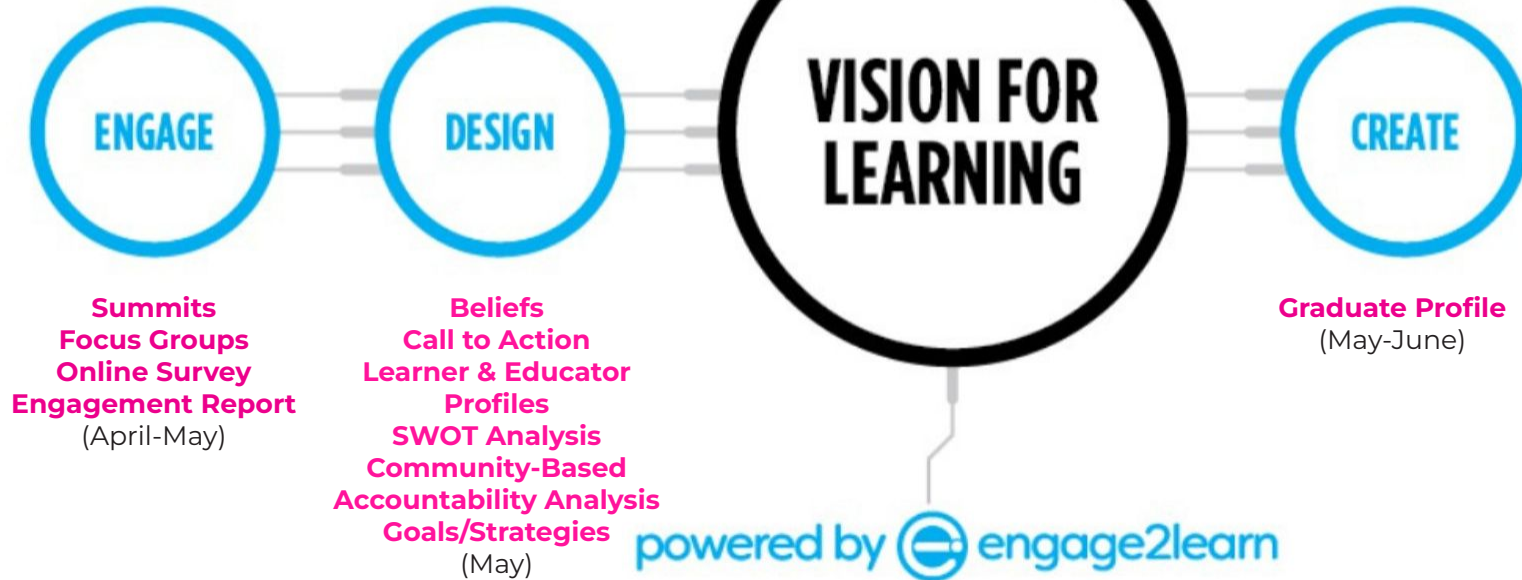 ENGAGE
DESIGN
VISION FOR
LEARNING
CREATE
Summits
Focus Groups
Online Survey
Engagement Report
(April-May)
Beliefs
Call to Action
Learner & Educator
Profiles
SWOT Analysis
Community-Based
Accountability Analysis
Goals/Strategies
(May)
Graduate Profile
(May-June)
powered by e engage2learn